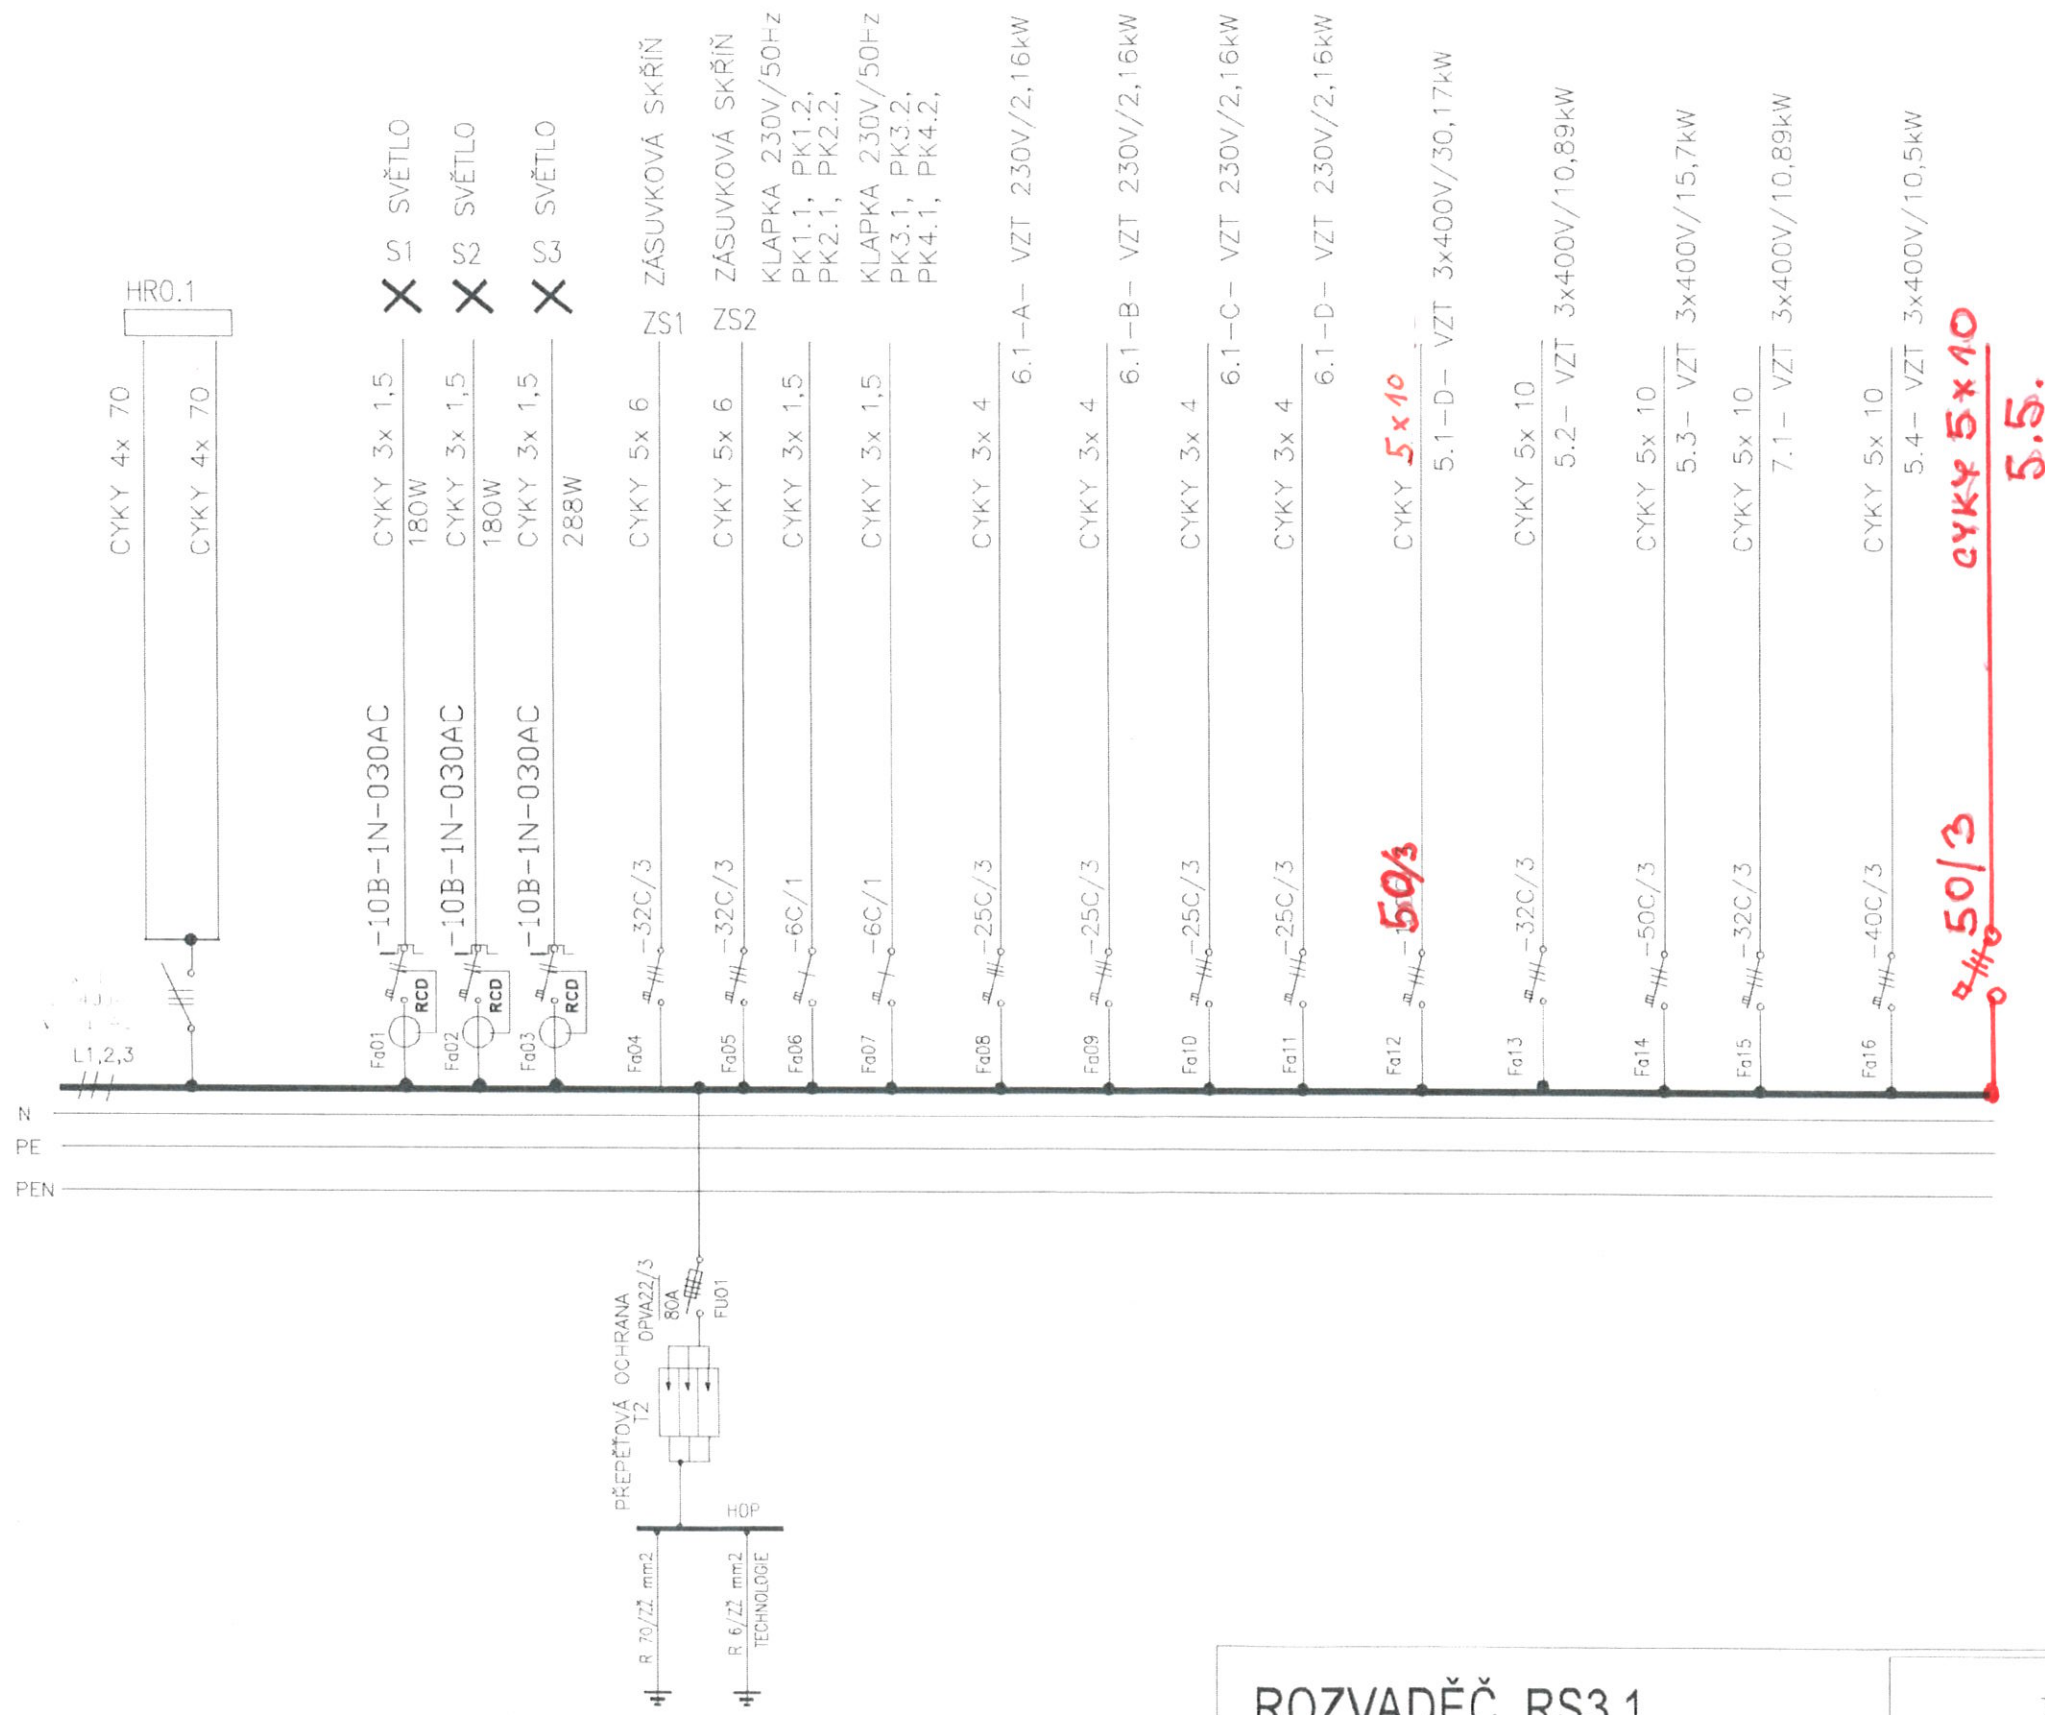 HR0.1
CYKY 4x 70
CYKY 4x 70
L1,2,3
N
PE
PEN
S1 SVĚTLO
CYKY 3x 1,5
180W
-10B-1N-030AC
RCD
Fa01
S2 SVĚTLO
CYKY 3x 1,5
180W
-10B-1N-030AC
RCD
Fa02
S3 SVĚTLO
CYKY 3x 1,5
288W
-10B-1N-030AC
RCD
Fa03
ZS1 ZÁSUVKOVÁ SKŘÍŇ
CYKY 5x 6
-32C/3
Fa04
ZS2 ZÁSUVKOVÁ SKŘÍŇ
CYKY 5x 6
-32C/3
Fa05
KLAPKA 230V/50HZ
PK1.1, PK1.2,
PK2.1, PK2.2,
CYKY 3x 1,5
-6C/1
Fa06
KLAPKA 230V/50HZ
PK3.1, PK3.2,
PK4.1, PK4.2,
CYKY 3x 1,5
-6C/1
Fa07
6.1-A- VZT 230V/2,16kW
CYKY 3x 4
-25C/3
Fa08
6.1-B- VZT 230V/2,16kW
CYKY 3x 4
-25C/3
Fa09
6.1-C- VZT 230V/2,16kW
CYKY 3x 4
-25C/3
Fa10
6.1-D- VZT 230V/2,16kW
CYKY 3x 4
-25C/3
Fa11
5.1-D- VZT 3x400V/30,17kW
CYKY 5x10
50/3
Fa12
5.2- VZT 3x400V/10,89kW
CYKY 5x 10
-32C/3
Fa13
5.3- VZT 3x400V/15,7kW
CYKY 5x 10
-50C/3
Fa14
7.1- VZT 3x400V/10,89kW
CYKY 5x 10
-32C/3
Fa15
5.4- VZT 3x400V/10,5kW
CYKY 5x 10
-40C/3
Fa16
CYKY 5x10
5.5.
50/3
PŘEPĚŤOVÁ OCHRANA
T2
OPVA22/3
80A
FU01
HOP
R 70/ZŽ mm2
R 6/ZŽ mm2
TECHNOLOGIE
ROZVADĚČ RS3.1